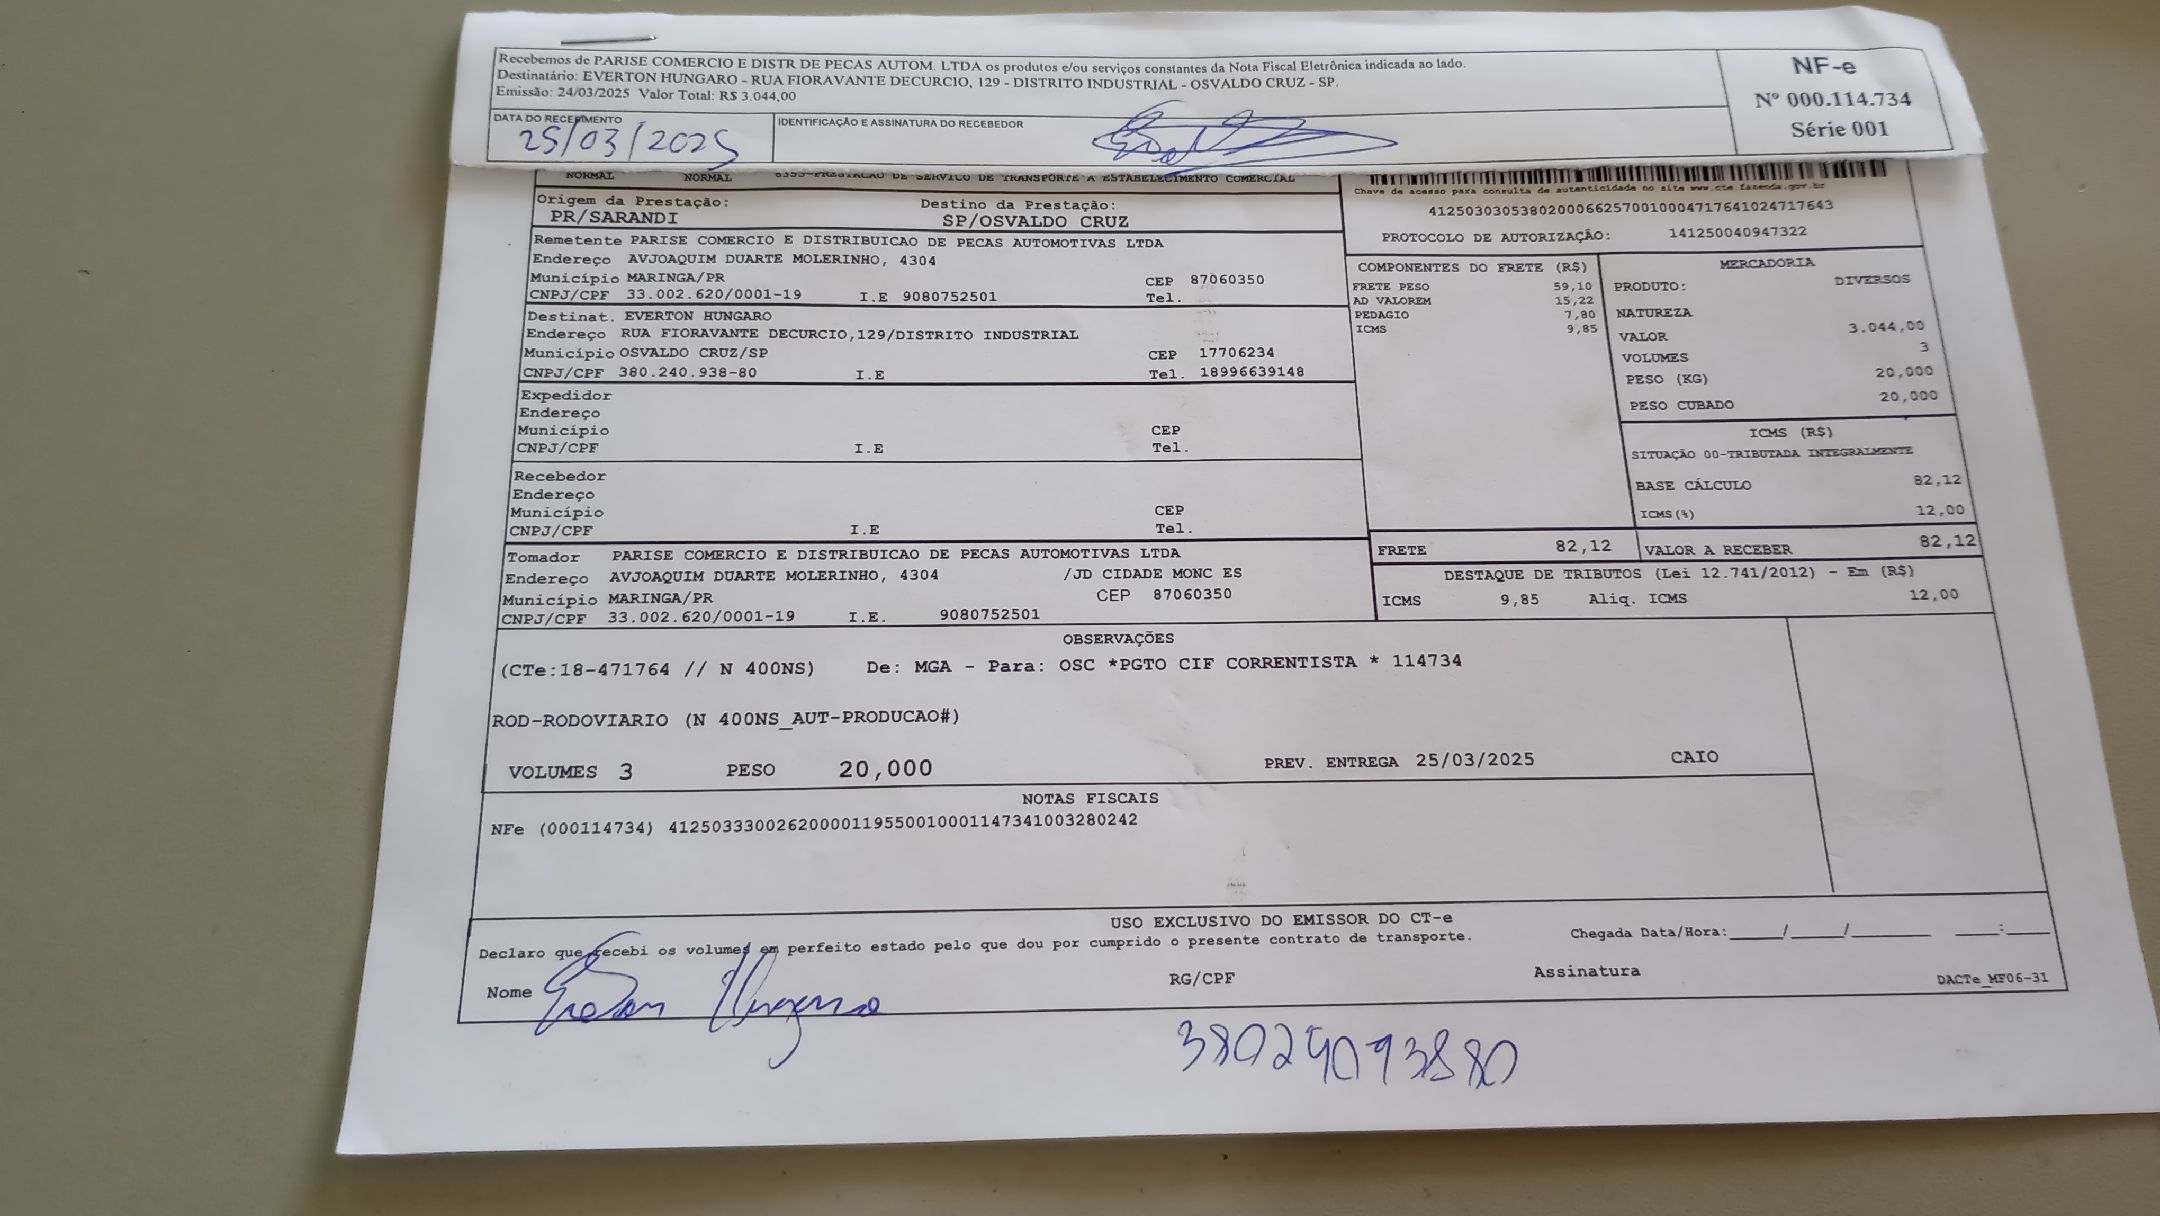 Recebemos de PARISE COMERCIO E DISTR DE PECAS AUTOM. LTDA os produtos e/ou serviços constantes da Nota Fiscal Eletrônica indicada ao lado.
Destinatário: EVERTON HUNGARO - RUA FIORAVANTE DECURCIO, 129 - DISTRITO INDUSTRIAL - OSVALDO CRUZ - SP.
Emissão: 24/03/2025 Valor Total: R$ 3.044,00
NF-e
Nº 000.114.734
Série 001
DATA DO RECEBIMENTO
25/03/2025
IDENTIFICAÇÃO E ASSINATURA DO RECEBEDOR
NORMAL NORMAL 6353-PRESTACAO DE SERVICO DE TRANSPORTE A ESTABELECIMENTO COMERCIAL
Chave de acesso para consulta de autenticidade no site www.cte.fazenda.gov.br
41250303053802000662570010004717641024717643
PROTOCOLO DE AUTORIZAÇÃO: 141250040947322
Origem da Prestação: Destino da Prestação:
PR/SARANDI SP/OSVALDO CRUZ
Remetente PARISE COMERCIO E DISTRIBUICAO DE PECAS AUTOMOTIVAS LTDA
Endereço AVJOAQUIM DUARTE MOLERINHO, 4304
Município MARINGA/PR CEP 87060350
CNPJ/CPF 33.002.620/0001-19 I.E 9080752501 Tel.
Destinat. EVERTON HUNGARO
Endereço RUA FIORAVANTE DECURCIO,129/DISTRITO INDUSTRIAL
Município OSVALDO CRUZ/SP CEP 17706234
CNPJ/CPF 380.240.938-80 I.E Tel. 18996639148
Expedidor
Endereço
Município CEP
CNPJ/CPF I.E Tel.
Recebedor
Endereço
Município CEP
CNPJ/CPF I.E Tel.
Tomador PARISE COMERCIO E DISTRIBUICAO DE PECAS AUTOMOTIVAS LTDA
Endereço AVJOAQUIM DUARTE MOLERINHO, 4304 /JD CIDADE MONC ES
Município MARINGA/PR CEP 87060350
CNPJ/CPF 33.002.620/0001-19 I.E. 9080752501
COMPONENTES DO FRETE (R$)
FRETE PESO 59,10
AD VALOREM 15,22
PEDAGIO 7,80
ICMS 9,85
MERCADORIA
PRODUTO: DIVERSOS
NATUREZA
VALOR 3.044,00
VOLUMES 3
PESO (KG) 20,000
PESO CUBADO 20,000
ICMS (R$)
SITUAÇÃO 00-TRIBUTADA INTEGRALMENTE
BASE CÁLCULO 82,12
ICMS(%) 12,00
FRETE 82,12 VALOR A RECEBER 82,12
DESTAQUE DE TRIBUTOS (Lei 12.741/2012) - Em (R$)
ICMS 9,85 Aliq. ICMS 12,00
OBSERVAÇÕES
(CTe:18-471764 // N 400NS) De: MGA - Para: OSC *PGTO CIF CORRENTISTA * 114734
ROD-RODOVIARIO (N 400NS_AUT-PRODUCAO#)
VOLUMES 3 PESO 20,000 PREV. ENTREGA 25/03/2025 CAIO
NOTAS FISCAIS
NFe (000114734) 41250333002620000119550010001147341003280242
USO EXCLUSIVO DO EMISSOR DO CT-e
Declaro que recebi os volumes em perfeito estado pelo que dou por cumprido o presente contrato de transporte. Chegada Data/Hora:_____/_____/________ _____:_____
Nome Everton Hungaro RG/CPF Assinatura DACTe_MF06-31
38024093880